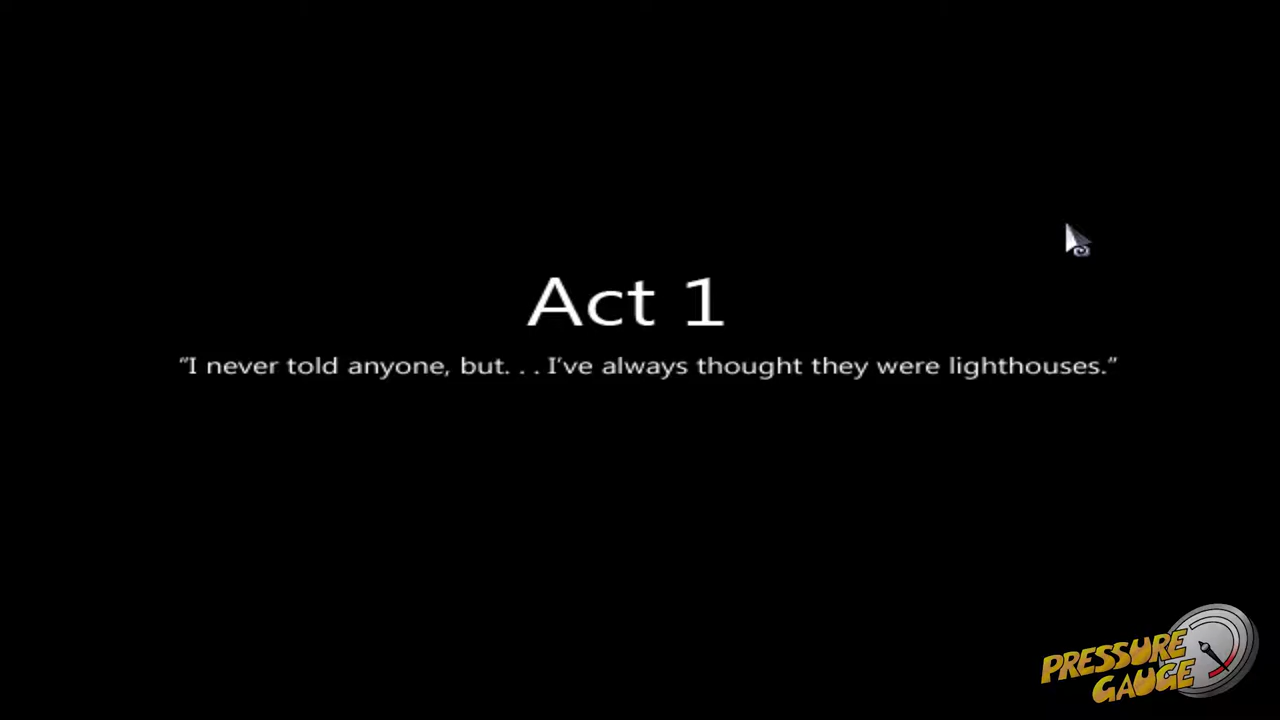 Act 1
“I never told anyone, but. . . I’ve always thought they were lighthouses.”
PRESSURE
GAUGE